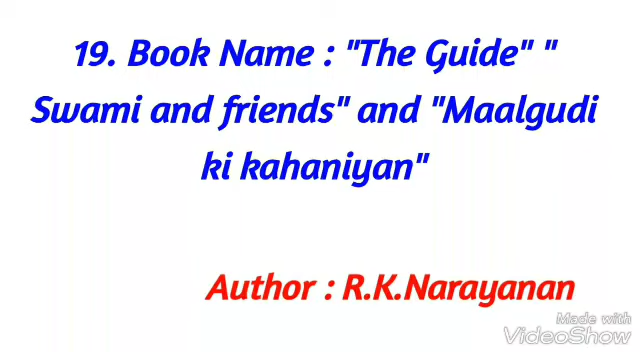 19. Book Name : "The Guide" "
Swami and friends" and "Maalgudi
ki kahaniyan"
Author : R.K.Narayanan
Made with
VideoShow